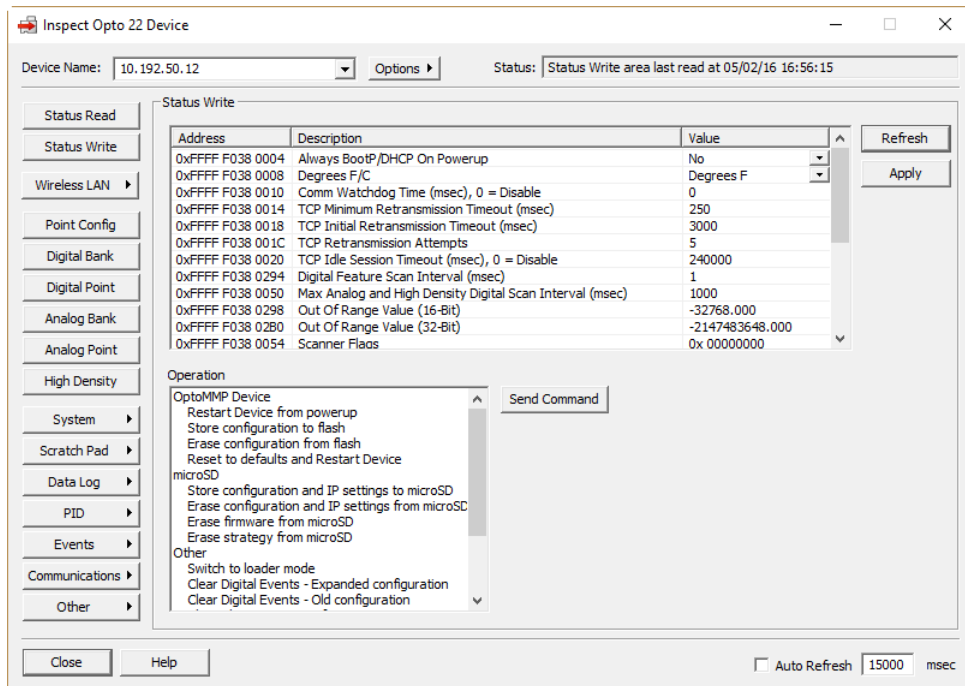 Inspect Opto 22 Device
Device Name: 10.192.50.12 Options Status: Status Write area last read at 05/02/16 16:56:15
Status Read
Status Write
Wireless LAN
Point Config
Digital Bank
Digital Point
Analog Bank
Analog Point
High Density
System
Scratch Pad
Data Log
PID
Events
Communications
Other
Status Write
Address Description Value
0xFFFF F038 0004 Always BootP/DHCP On Powerup No
0xFFFF F038 0008 Degrees F/C Degrees F
0xFFFF F038 0010 Comm Watchdog Time (msec), 0 = Disable 0
0xFFFF F038 0014 TCP Minimum Retransmission Timeout (msec) 250
0xFFFF F038 0018 TCP Initial Retransmission Timeout (msec) 3000
0xFFFF F038 001C TCP Retransmission Attempts 5
0xFFFF F038 0020 TCP Idle Session Timeout (msec), 0 = Disable 240000
0xFFFF F038 0294 Digital Feature Scan Interval (msec) 1
0xFFFF F038 0050 Max Analog and High Density Digital Scan Interval (msec) 1000
0xFFFF F038 0298 Out Of Range Value (16-Bit) -32768.000
0xFFFF F038 02B0 Out Of Range Value (32-Bit) -2147483648.000
0xFFFF F038 0054 Scanner Flags 0x 00000000
Refresh
Apply
Operation
OptoMMP Device
Restart Device from powerup
Store configuration to flash
Erase configuration from flash
Reset to defaults and Restart Device
microSD
Store configuration and IP settings to microSD
Erase configuration and IP settings from microSD
Erase firmware from microSD
Erase strategy from microSD
Other
Switch to loader mode
Clear Digital Events - Expanded configuration
Clear Digital Events - Old configuration
Send Command
Close Help Auto Refresh 15000 msec